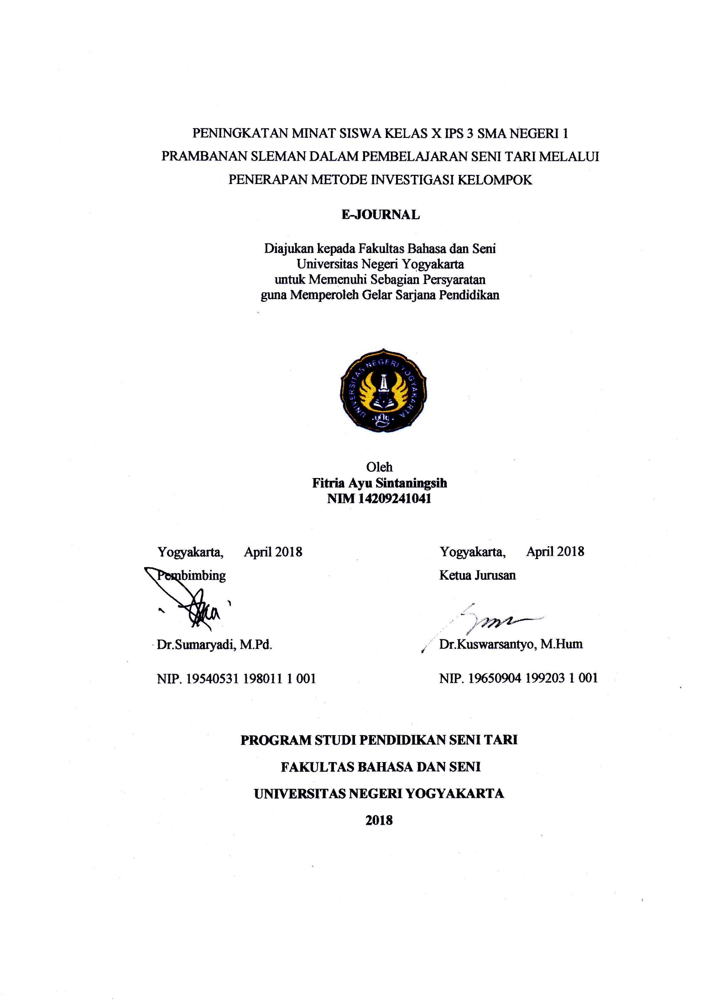 PENINGKATAN MINAT SISWA KELAS X IPS 3 SMA NEGERI 1
PRAMBANAN SLEMAN DALAM PEMBELAJARAN SENI TARI MELALUI
PENERAPAN METODE INVESTIGASI KELOMPOK
E-JOURNAL
Diajukan kepada Fakultas Bahasa dan Seni
Universitas Negeri Yogyakarta
untuk Memenuhi Sebagian Persyaratan
guna Memperoleh Gelar Sarjana Pendidikan
UNIVERSITAS NEGERI YOGYAKARTA
uny
Oleh
Fitria Ayu Sintaningsih
NIM 14209241041
Yogyakarta, April 2018
Pembimbing
Dr.Sumaryadi, M.Pd.
NIP. 19540531 198011 1 001
Yogyakarta, April 2018
Ketua Jurusan
Dr.Kuswarsantyo, M.Hum
NIP. 19650904 199203 1 001
PROGRAM STUDI PENDIDIKAN SENI TARI
FAKULTAS BAHASA DAN SENI
UNIVERSITAS NEGERI YOGYAKARTA
2018